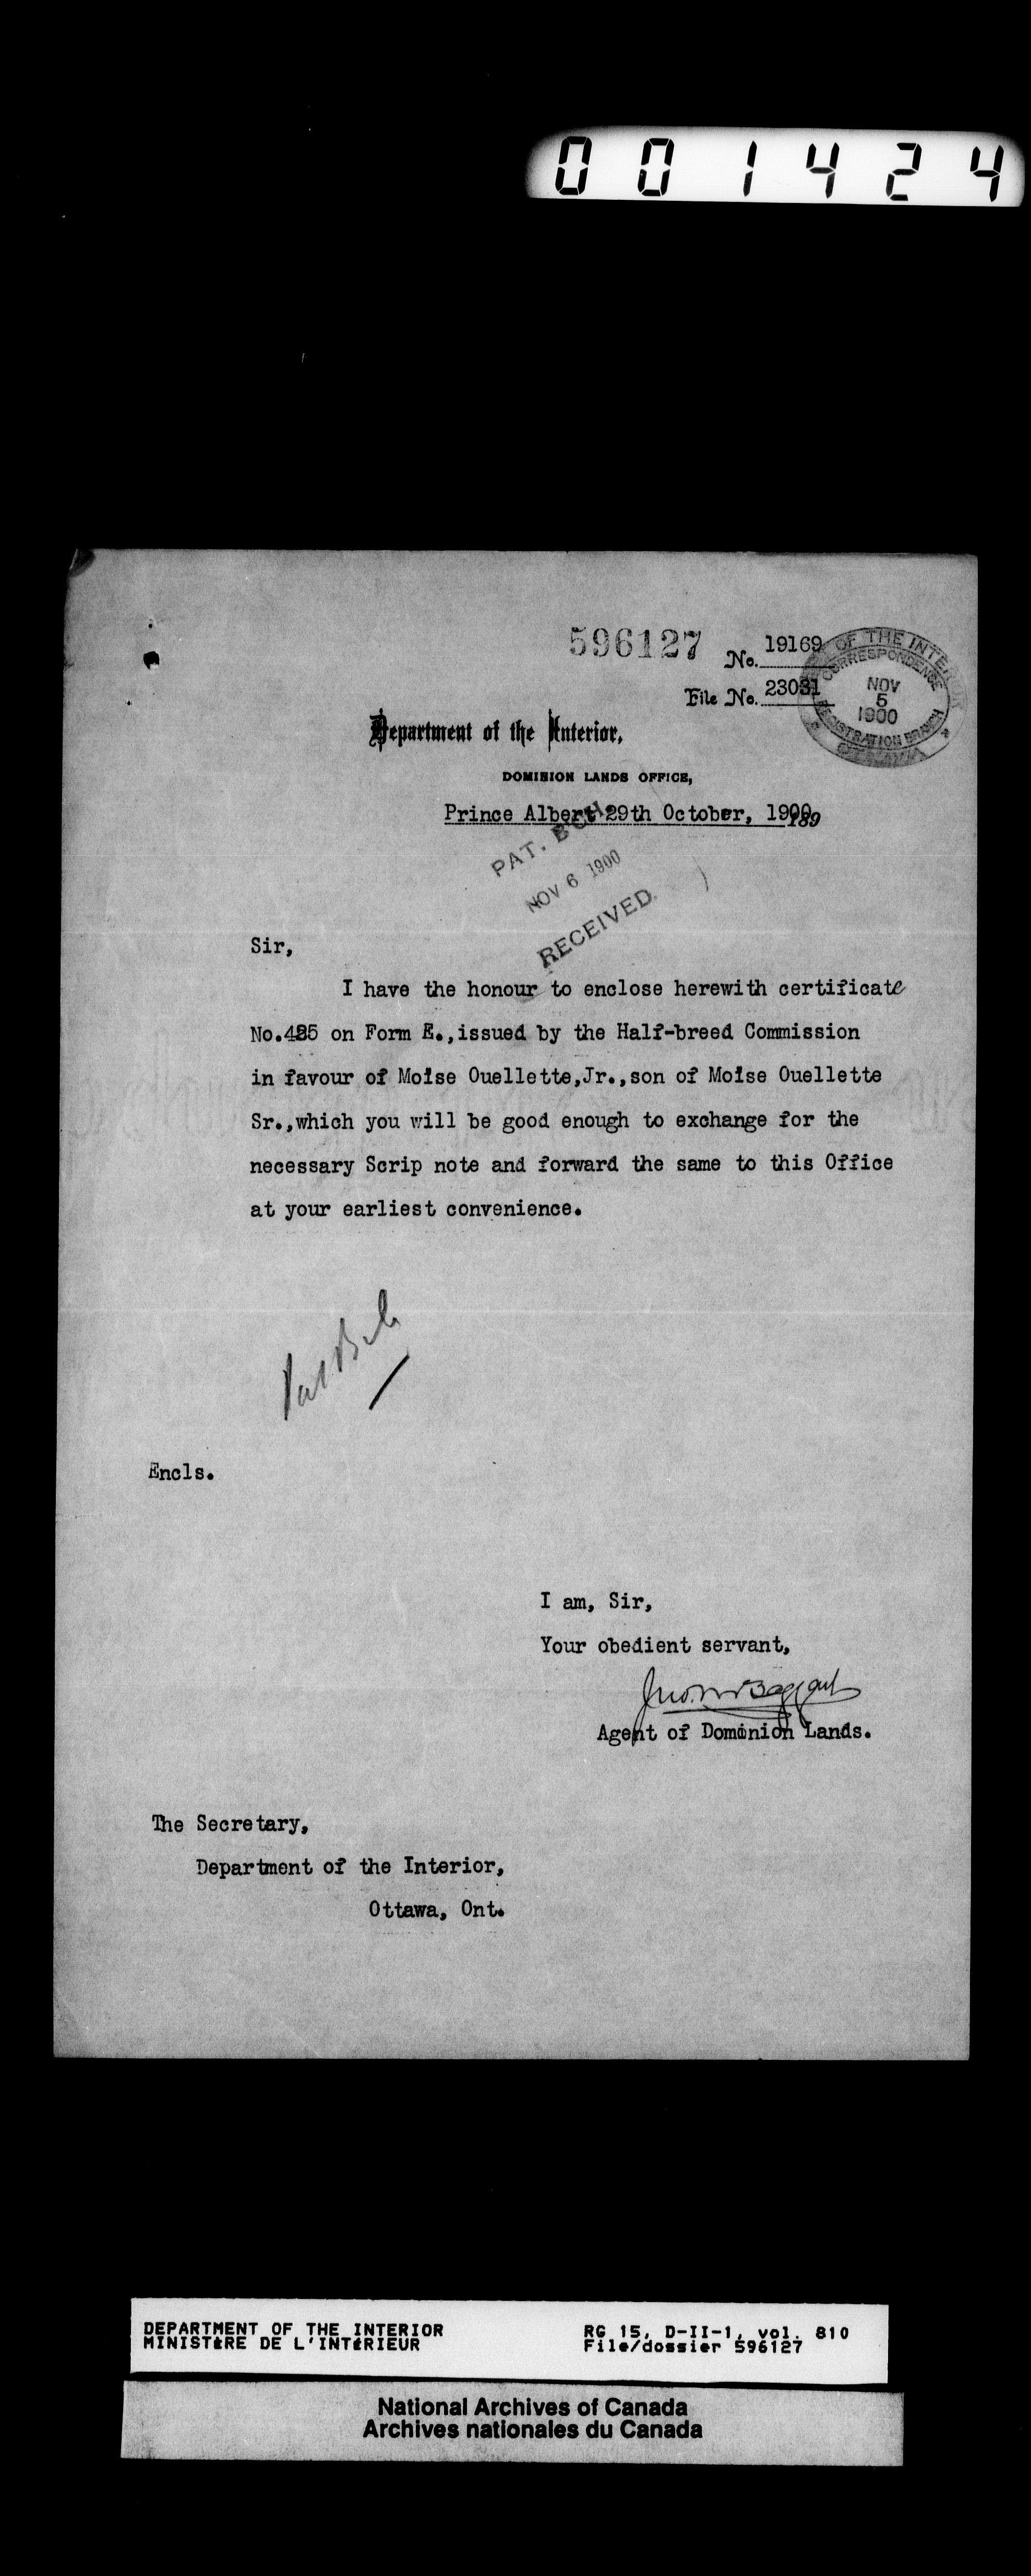 001424
596127
No. 19169
File No. 23031
OF THE INTE
CORRESPONDENCE
NOV
5
1900
REGISTRATION BRANCH
OTTAWA
Department of the Interior,
DOMINION LANDS OFFICE,
Prince Albert 29th October, 1900 189
PAT. B'CH.
NOV 6 1900
RECEIVED.
Sir,
I have the honour to enclose herewith certificate
No.485 on Form E.,issued by the Half-breed Commission
in favour of Moise Ouellette,Jr.,son of Moise Ouellette
Sr.,which you will be good enough to exchange for the
necessary Scrip note and forward the same to this Office
at your earliest convenience.
Encls.
I am, Sir,
Your obedient servant,
Agent of Dominion Lands.
The Secretary,
Department of the Interior,
Ottawa, Ont.
DEPARTMENT OF THE INTERIOR
MINISTÈRE DE L'INTÉRIEUR
RG 15, D-II-1, vol. 810
File/dossier 596127
National Archives of Canada
Archives nationales du Canada